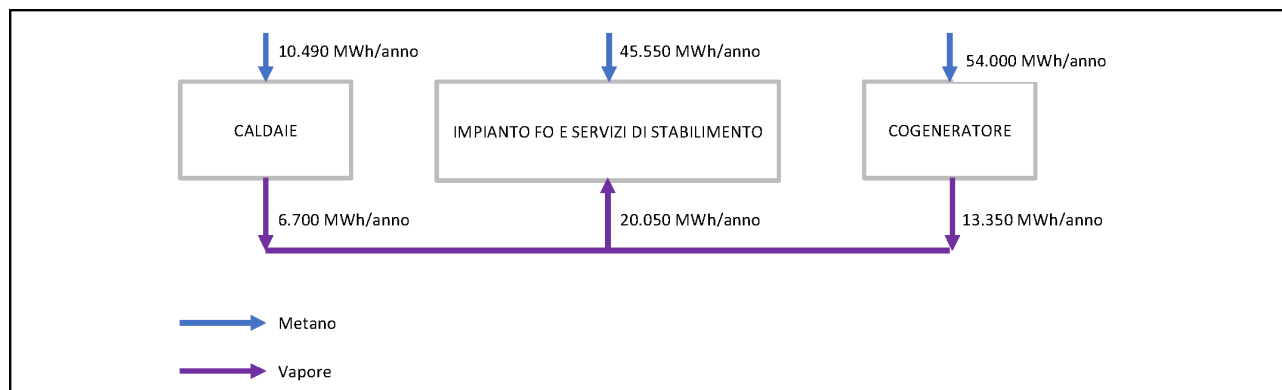 10.490 MWh/anno
45.550 MWh/anno
54.000 MWh/anno
CALDAIE
IMPIANTO FO E SERVIZI DI STABILIMENTO
COGENERATORE
6.700 MWh/anno
20.050 MWh/anno
13.350 MWh/anno
Metano
Vapore